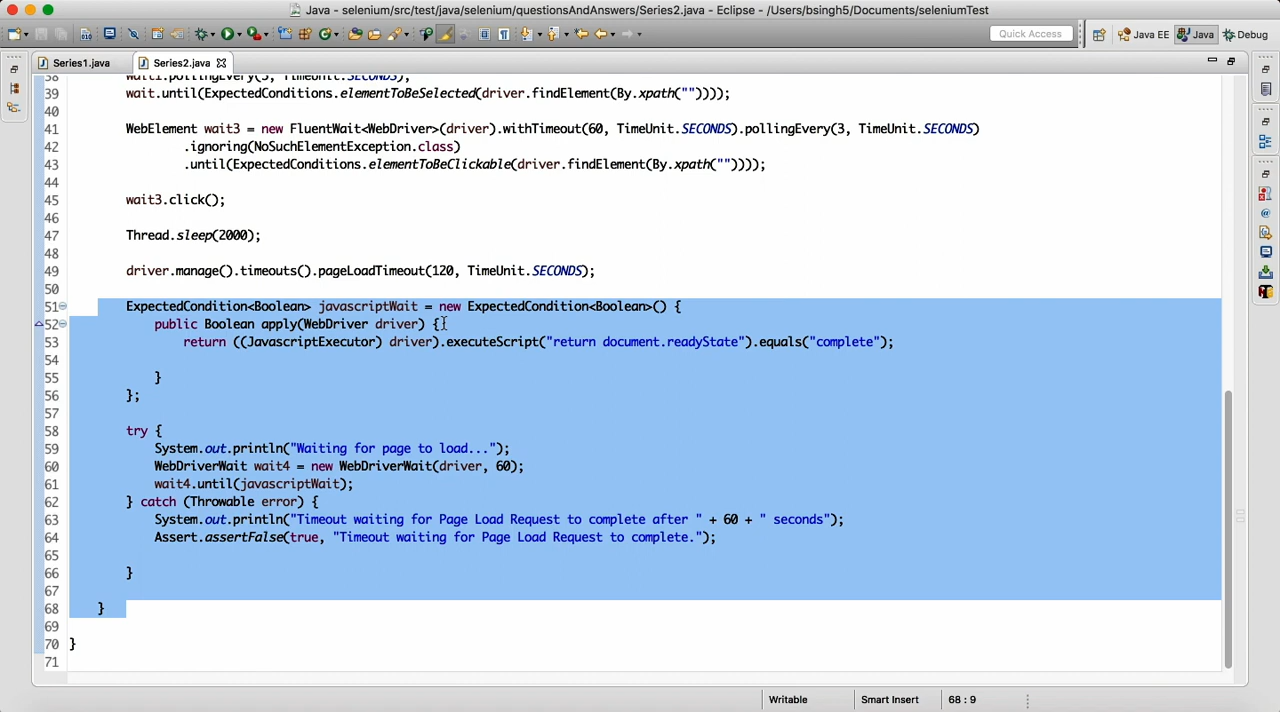 Java - selenium/src/test/java/selenium/questionsAndAnswers/Series2.java - Eclipse - /Users/bsingh5/Documents/seleniumTest
Quick Access
Java EE
Java
Debug
Series1.java
Series2.java
38 wait1.pollingEvery(3, TimeUnit.SECONDS);
39 wait.until(ExpectedConditions.elementToBeSelected(driver.findElement(By.xpath(""))));
40
41 WebElement wait3 = new FluentWait<WebDriver>(driver).withTimeout(60, TimeUnit.SECONDS).pollingEvery(3, TimeUnit.SECONDS)
42 .ignoring(NoSuchElementException.class)
43 .until(ExpectedConditions.elementToBeClickable(driver.findElement(By.xpath(""))));
44
45 wait3.click();
46
47 Thread.sleep(2000);
48
49 driver.manage().timeouts().pageLoadTimeout(120, TimeUnit.SECONDS);
50
51 ExpectedCondition<Boolean> javascriptWait = new ExpectedCondition<Boolean>() {
52 public Boolean apply(WebDriver driver) {
53 return ((JavascriptExecutor) driver).executeScript("return document.readyState").equals("complete");
54
55 }
56 };
57
58 try {
59 System.out.println("Waiting for page to load...");
60 WebDriverWait wait4 = new WebDriverWait(driver, 60);
61 wait4.until(javascriptWait);
62 } catch (Throwable error) {
63 System.out.println("Timeout waiting for Page Load Request to complete after " + 60 + " seconds");
64 Assert.assertFalse(true, "Timeout waiting for Page Load Request to complete.");
65
66 }
67
68 }
69
70 }
71
Writable
Smart Insert
68 : 9